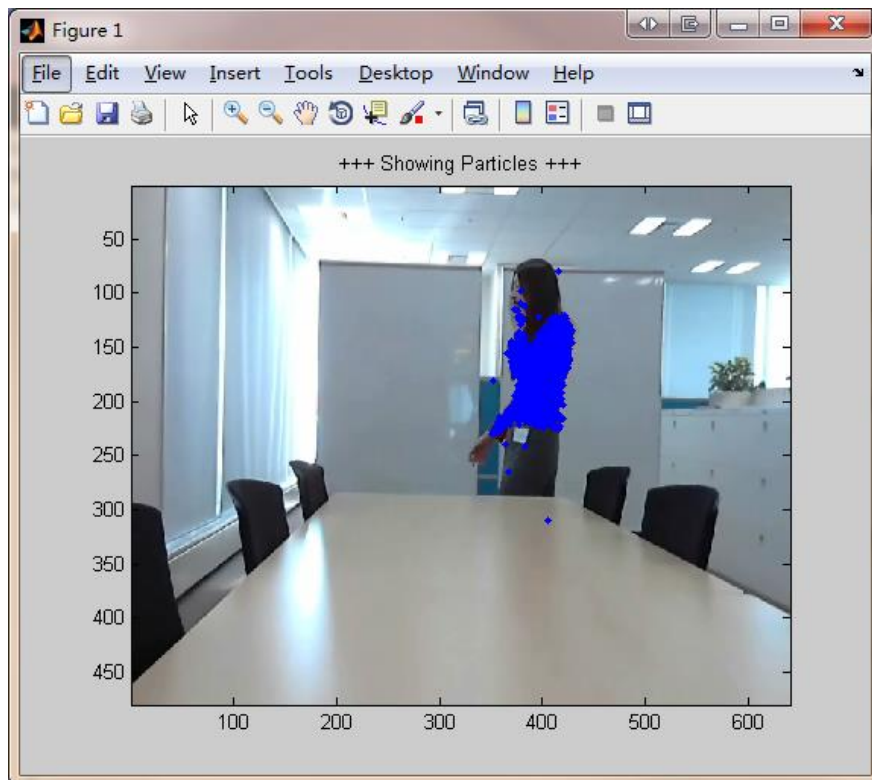 Figure 1
File Edit View Insert Tools Desktop Window Help
+++ Showing Particles +++
50
100
150
200
250
300
350
400
450
100 200 300 400 500 600